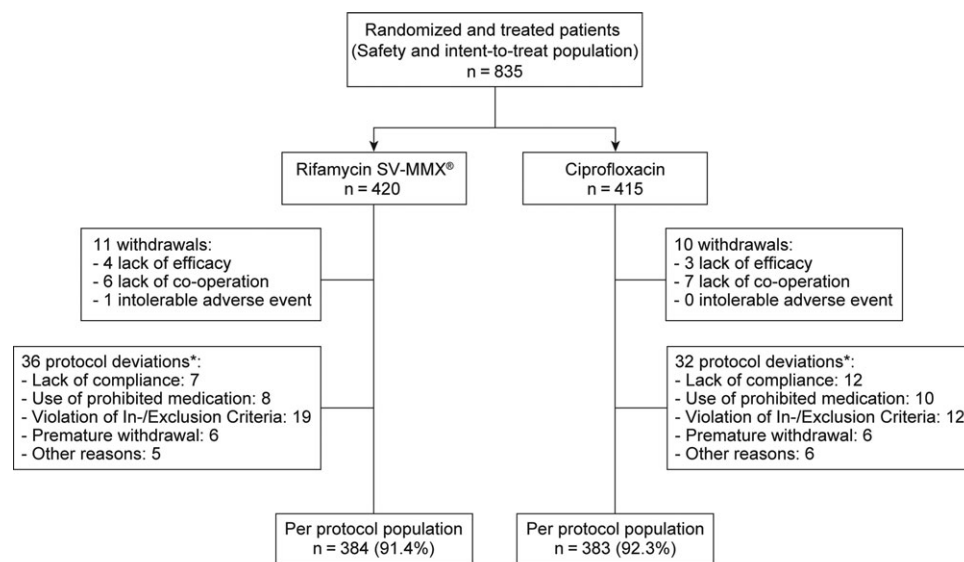 Randomized and treated patients
(Safety and intent-to-treat population)
n = 835
Rifamycin SV-MMX®
n = 420
Ciprofloxacin
n = 415
11 withdrawals:
- 4 lack of efficacy
- 6 lack of co-operation
- 1 intolerable adverse event
10 withdrawals:
- 3 lack of efficacy
- 7 lack of co-operation
- 0 intolerable adverse event
36 protocol deviations*:
- Lack of compliance: 7
- Use of prohibited medication: 8
- Violation of In-/Exclusion Criteria: 19
- Premature withdrawal: 6
- Other reasons: 5
32 protocol deviations*:
- Lack of compliance: 12
- Use of prohibited medication: 10
- Violation of In-/Exclusion Criteria: 12
- Premature withdrawal: 6
- Other reasons: 6
Per protocol population
n = 384 (91.4%)
Per protocol population
n = 383 (92.3%)